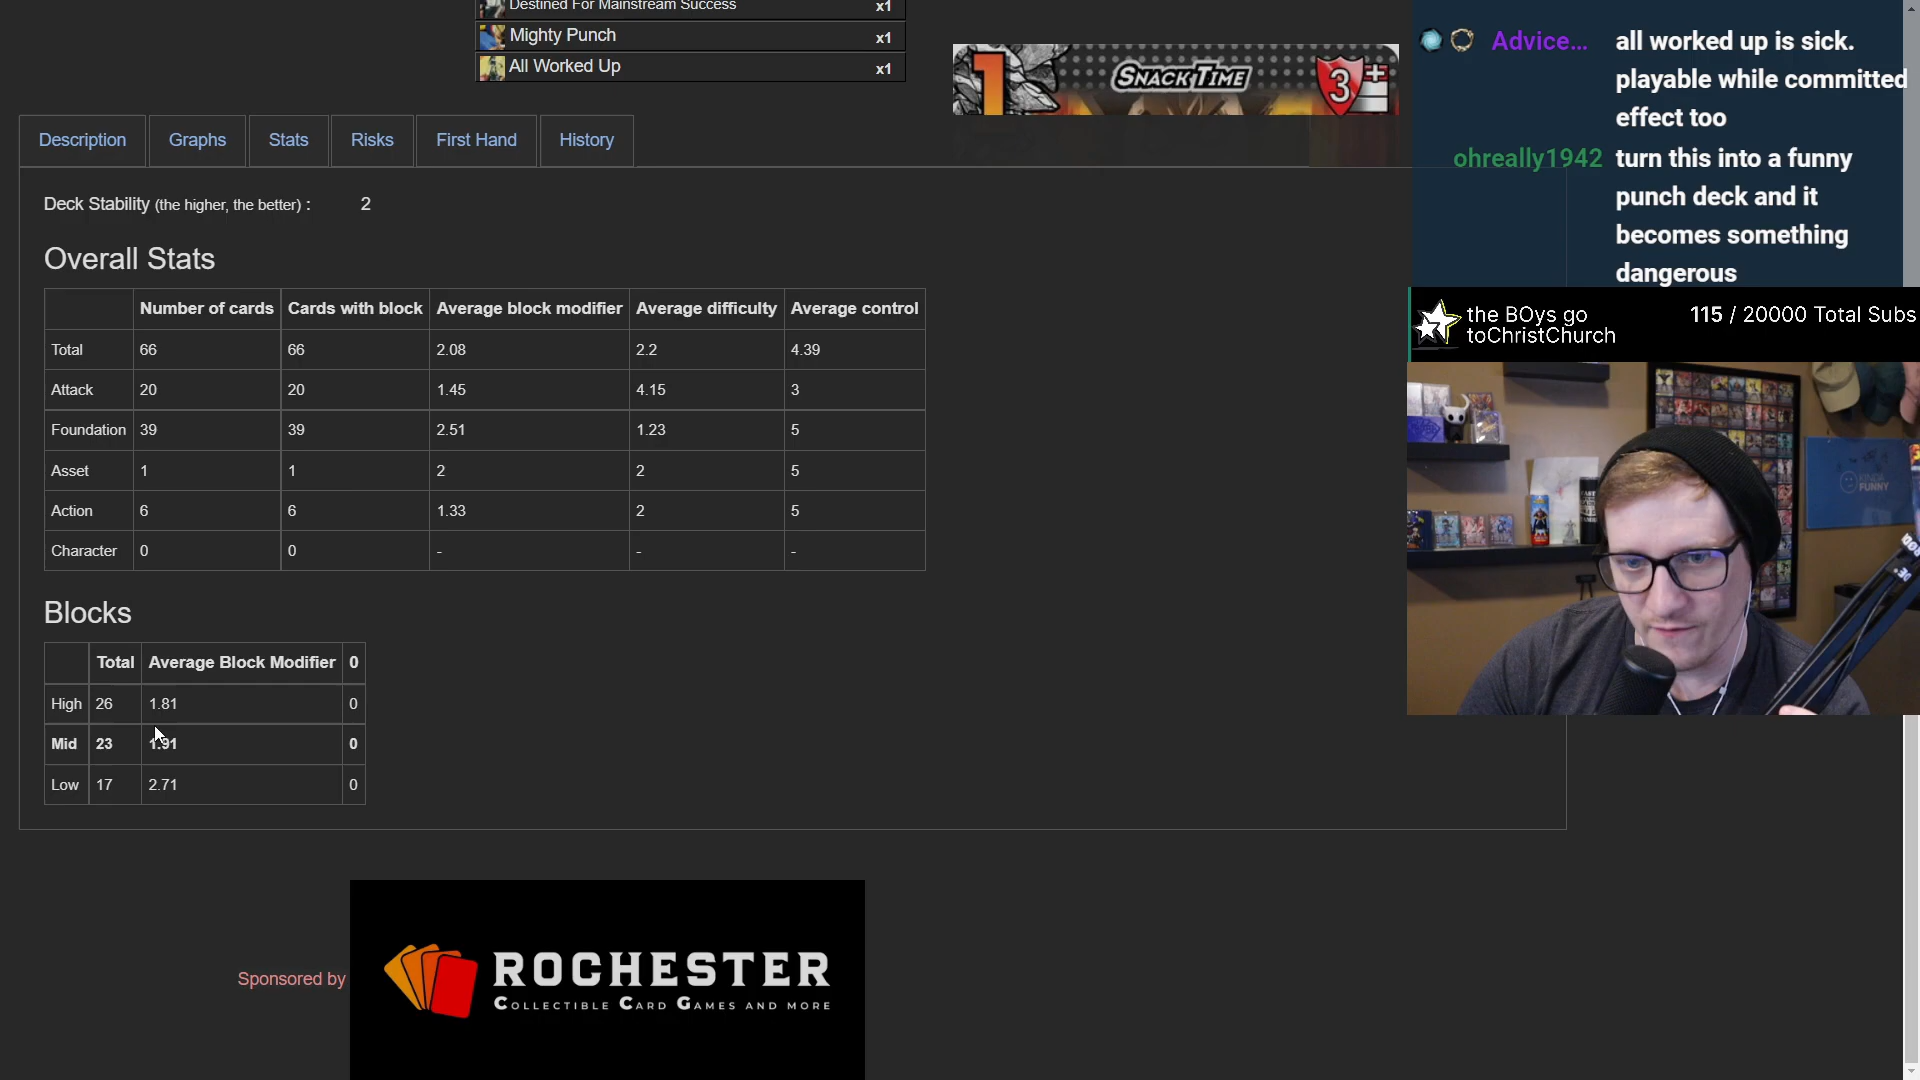 Destined For Mainstream Success x1
Mighty Punch x1
All Worked Up x1
1 SNACK TIME 3+
Description Graphs Stats Risks First Hand History
Deck Stability (the higher, the better) : 2
Overall Stats
Number of cards Cards with block Average block modifier Average difficulty Average control
Total 66 66 2.08 2.2 4.39
Attack 20 20 1.45 4.15 3
Foundation 39 39 2.51 1.23 5
Asset 1 1 2 2 5
Action 6 6 1.33 2 5
Character 0 0 - - -
Blocks
Total Average Block Modifier 0
High 26 1.81 0
Mid 23 1.91 0
Low 17 2.71 0
Sponsored by
ROCHESTER
COLLECTIBLE CARD GAMES AND MORE
Advice... all worked up is sick.
playable while committed
effect too
ohreally1942 turn this into a funny
punch deck and it
becomes something
dangerous
the BOys go
toChristChurch
115 / 20000 Total Subs
KINDA
FUNNY